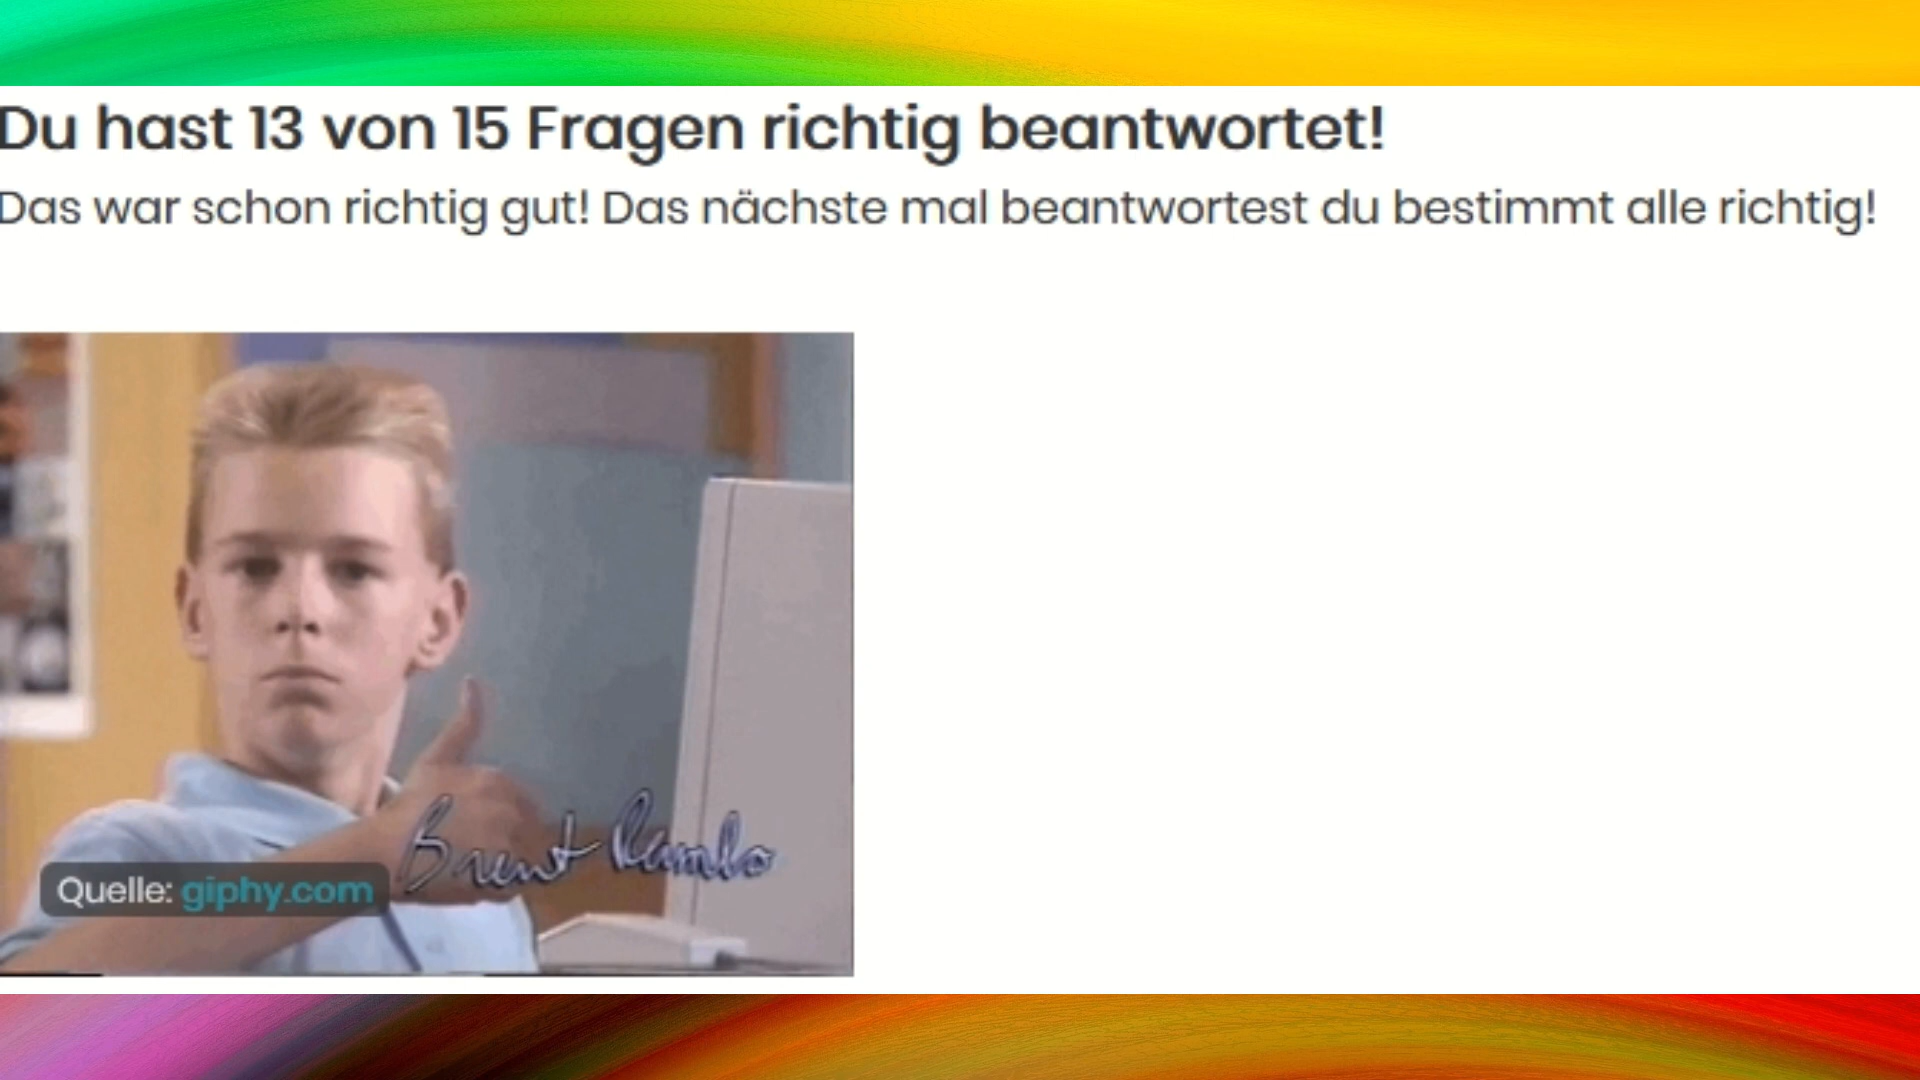 Du hast 13 von 15 Fragen richtig beantwortet!
Das war schon richtig gut! Das nächste mal beantwortest du bestimmt alle richtig!
Brent Rambo
Quelle: giphy.com